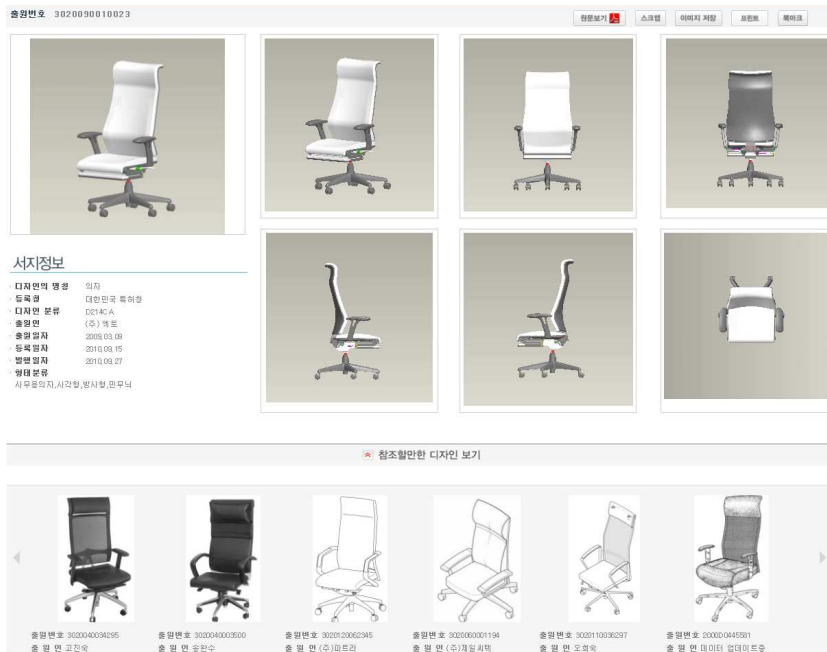 출원번호 3020090010023
원문보기 스크랩 이미지 저장 프린트 북마크
서지정보
· 디자인의 명칭 의자
· 등록청 대한민국 특허청
· 디자인 분류 D214CA
· 출원인 (주) 엑토
· 출원일자 2009,03,09
· 등록일자 2010,09,15
· 발행일자 2010,09,27
· 형태분류
사무용의자,사각형,방사형,민무늬
참조할만한 디자인 보기
출원번호 3020040034295 출원번호 3020040003500 출원번호 3020120062345 출원번호 3020060001194 출원번호 3020110036297 출원번호 2000D0445581
출 원 인 고진숙 출 원 인 송완수 출 원 인 (주)파트라 출 원 인 (주)제일씨텍 출 원 인 오희숙 출 원 인 데이터 업데이트중